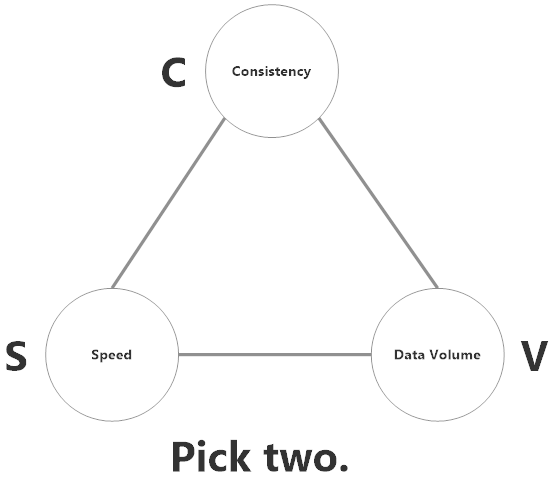 C
Consistency
S
Speed
Data Volume
V
Pick two.